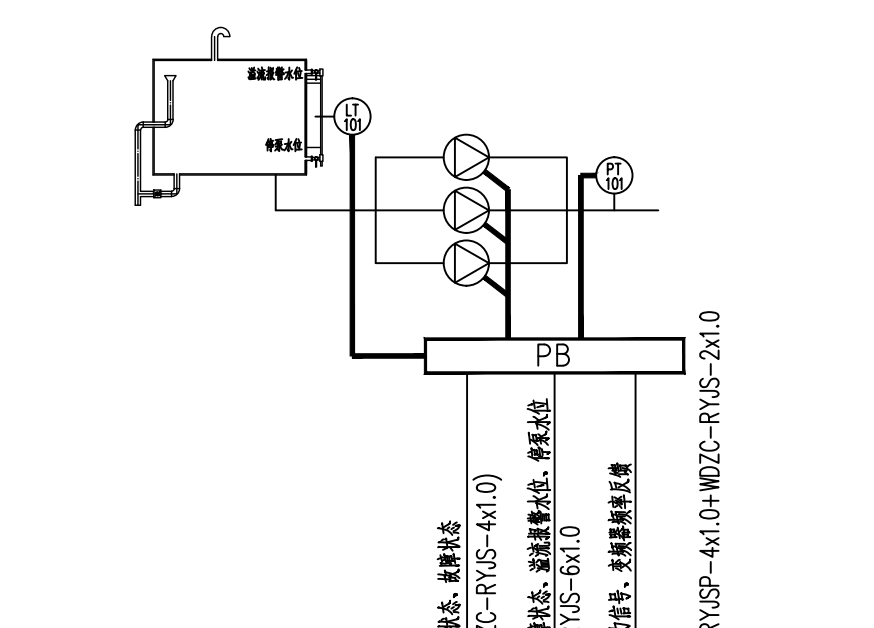 溢流报警水位
LT
101
停泵水位
PT
101
PB
状态、故障状态
ZC-RYJS-4x1.0)
障状态、溢流报警水位、停泵水位
YJS-6x1.0
信号、变频器频率反馈
RYJSP-4x1.0+WDZC-RYJS-2x1.0